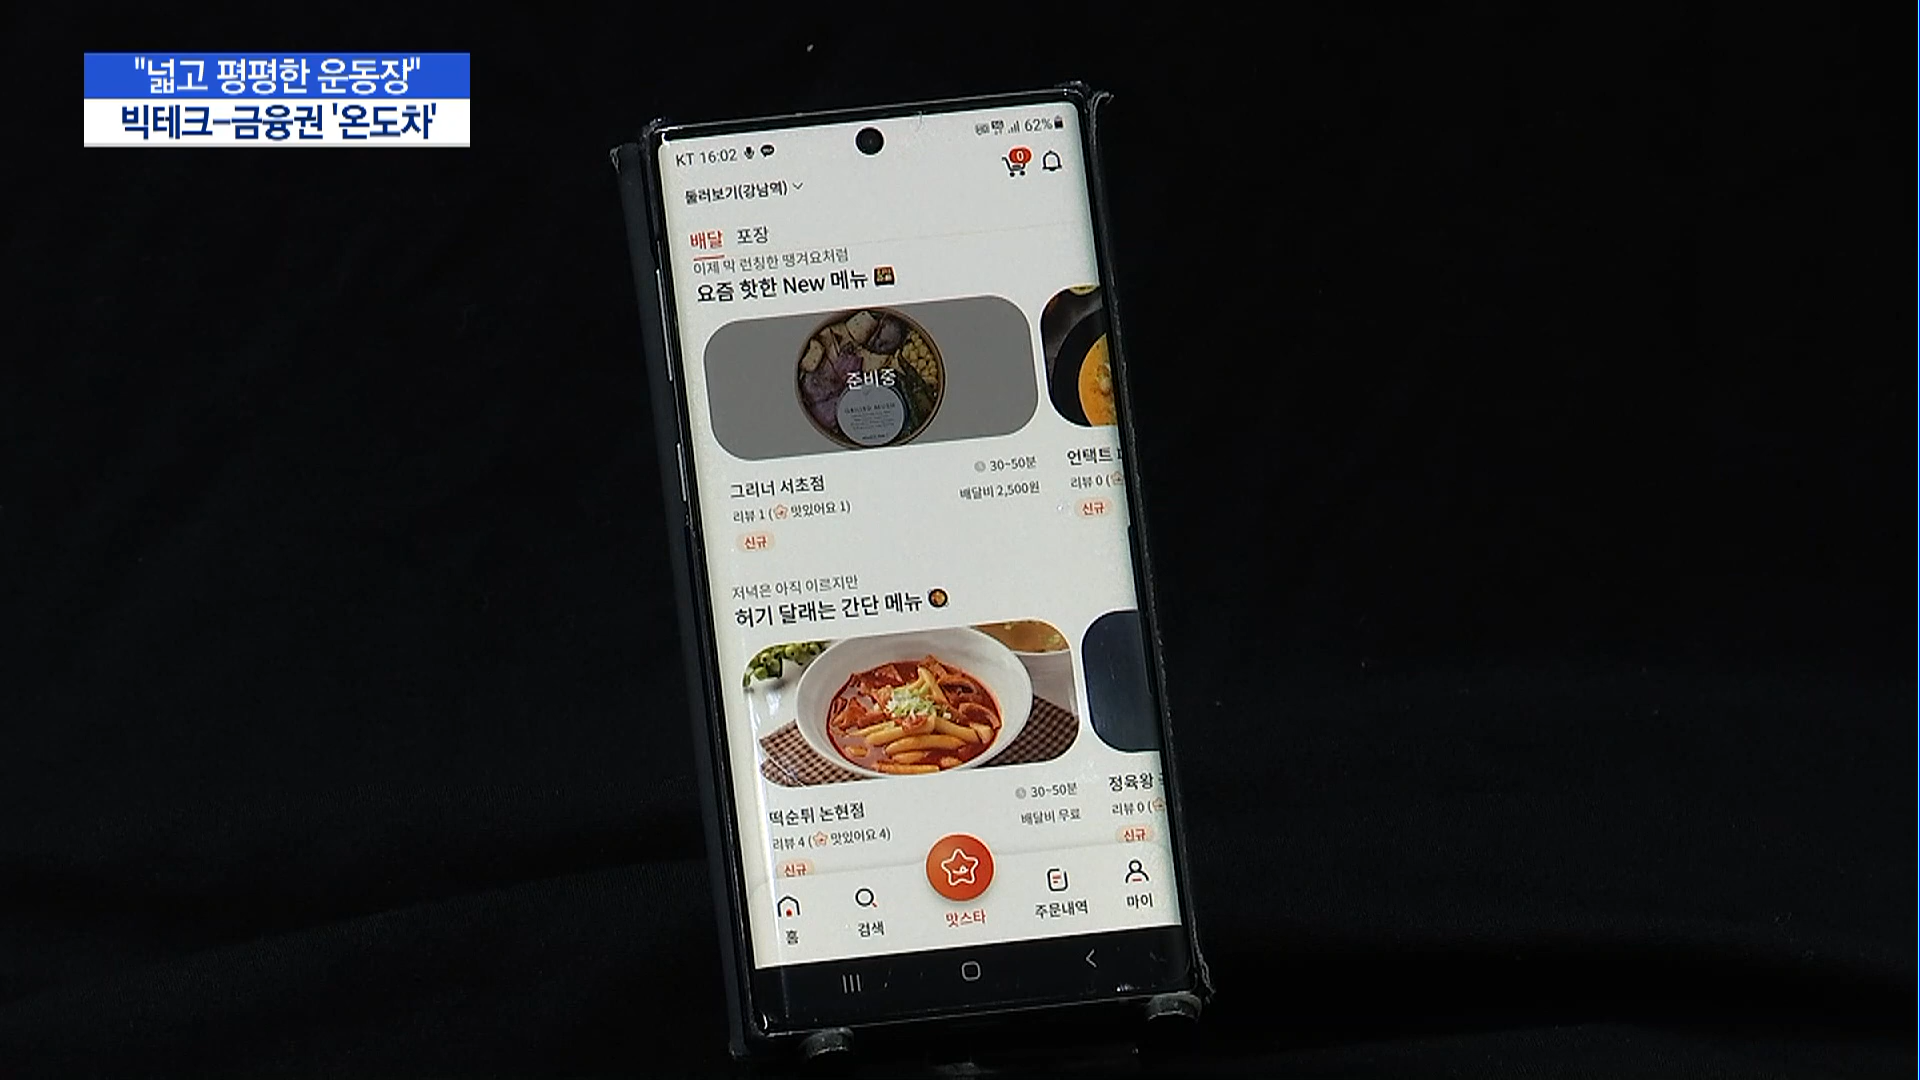 "넓고 평평한 운동장"
빅테크-금융권 '온도차'
KT 16:02
62%
둘러보기(강남역)
0
배달 포장
이제 막 런칭한 땡겨요처럼
요즘 핫한 New 메뉴
준비중
그리너 서초점
30~50분
리뷰 1 (맛있어요 1)
배달비 2,500원
신규
언택트
리뷰 0 (
신규
저녁은 아직 이르지만
허기 달래는 간단 메뉴
떡순튀 논현점
30~50분
리뷰 4 (맛있어요 4)
배달비 무료
신규
정육왕
리뷰 0 (
신규
홈
검색
맛스타
주문내역
마이